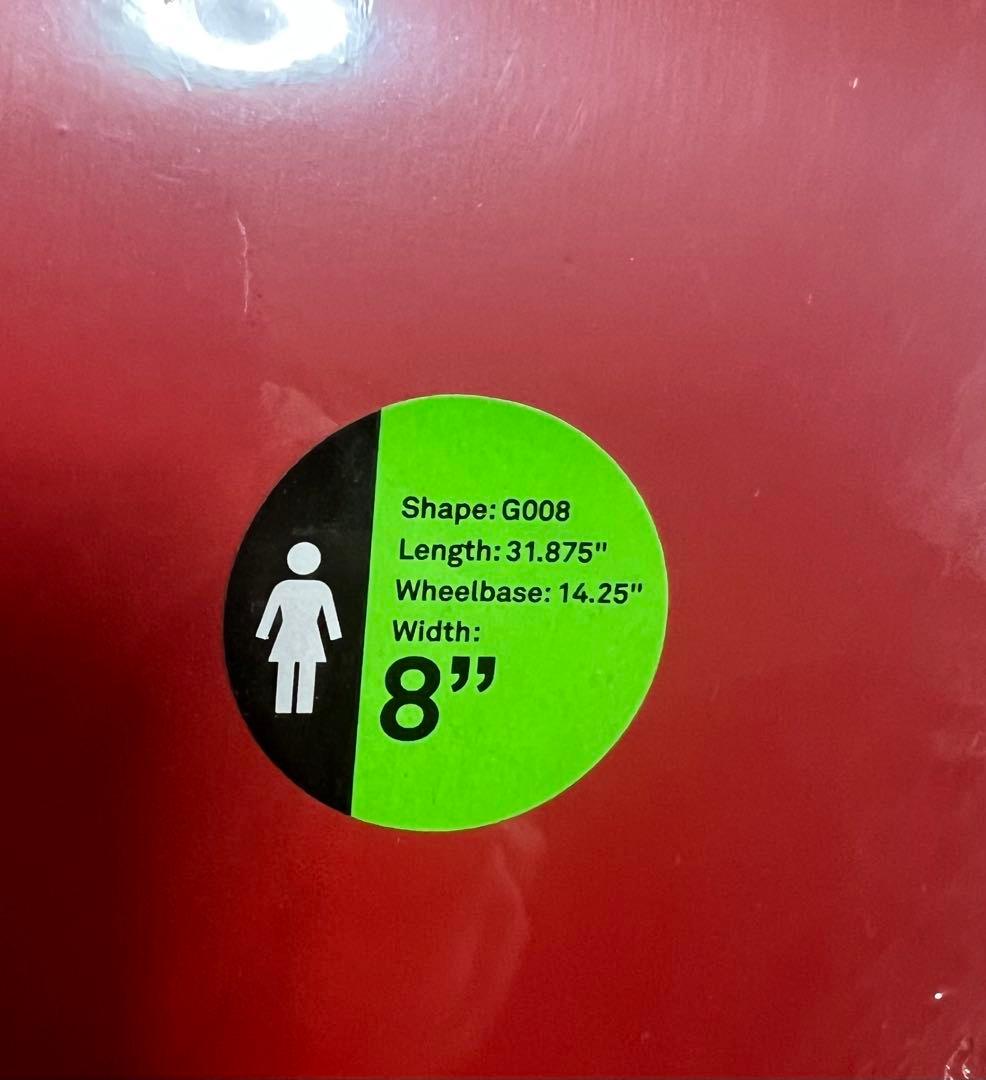 Shape: G008
Length: 31.875"
Wheelbase: 14.25"
Width:
8”